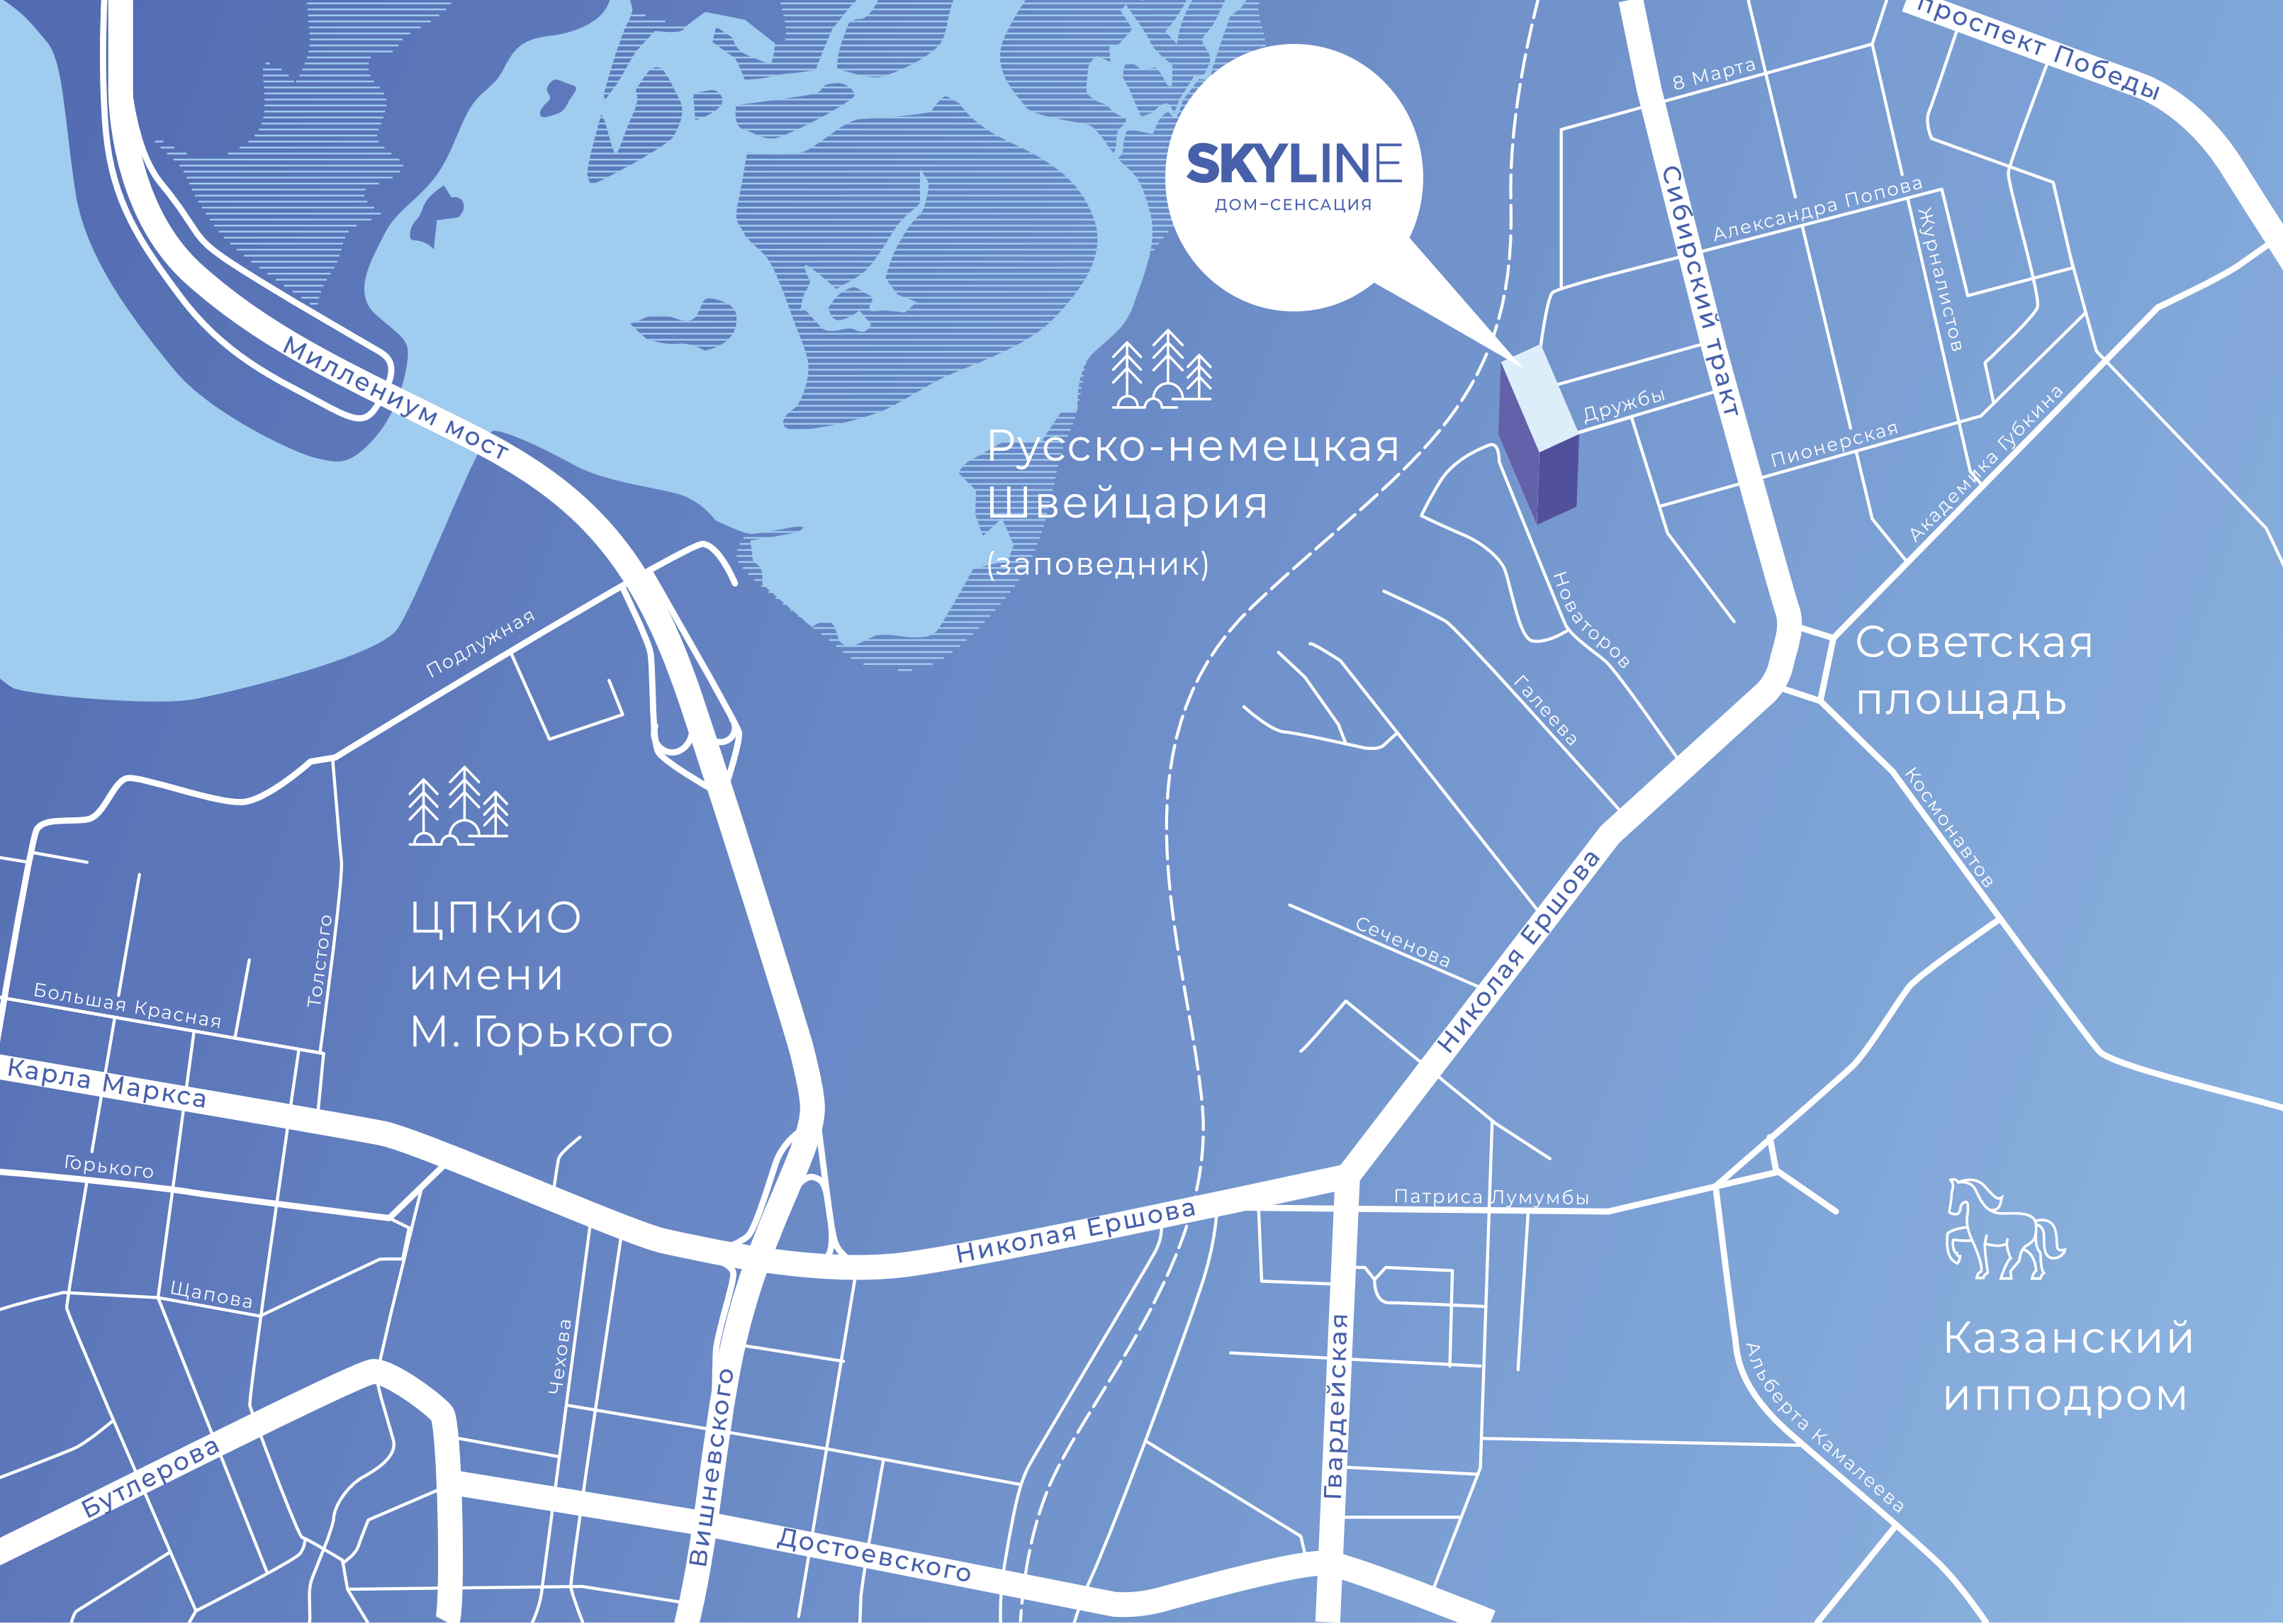 проспект Победы
8 Марта
SKYLINE
ДОМ-СЕНСАЦИЯ
Сибирский тракт
Александра Попова
Журналистов
Миллениум мост
Дружбы
Пионерская
Академика Губкина
Русско-немецкая
Швейцария
(заповедник)
Новаторов
Подлужная
Советская
площадь
Галеева
Космонавтов
ЦПКиО
имени
М. Горького
Николая Ершова
Сеченова
Толстого
Большая Красная
Карла Маркса
Горького
Патриса Лумумбы
Николая Ершова
Щапова
Чехова
Казанский
ипподром
Гвардейская
Альберта Камалеева
Вишневского
Бутлерова
Достоевского